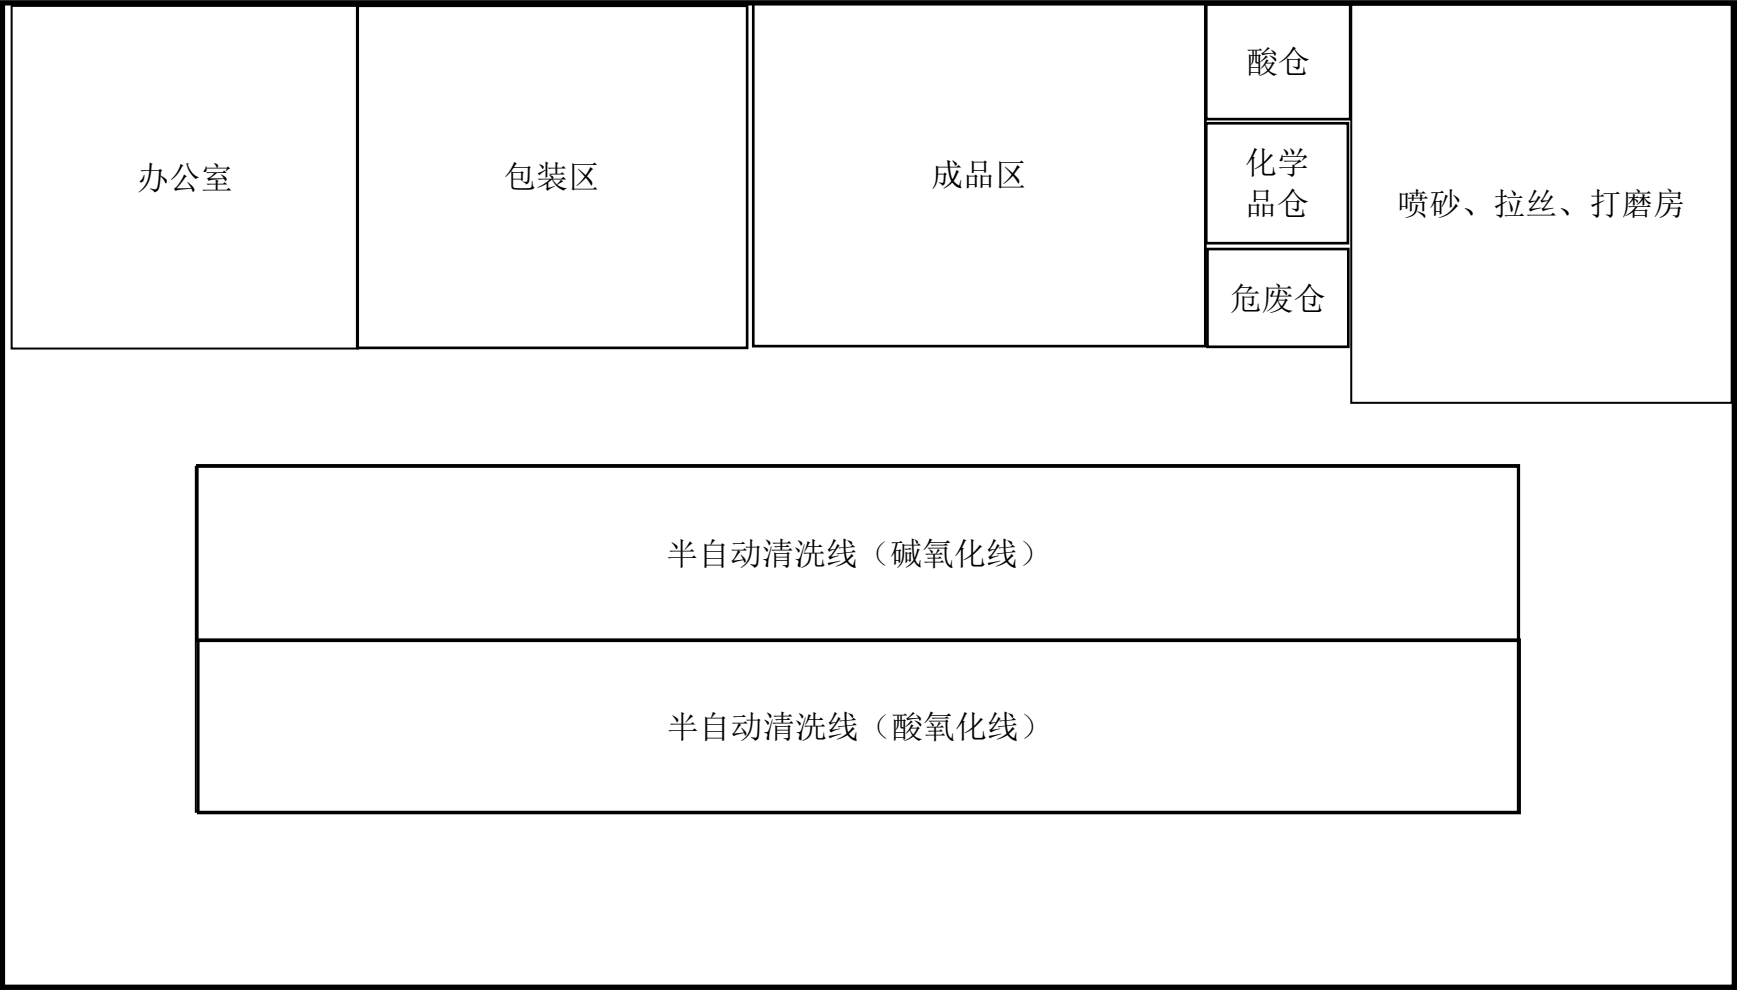 办公室
包装区
成品区
酸仓
化学
品仓
危废仓
喷砂、拉丝、打磨房
半自动清洗线（碱氧化线）
半自动清洗线（酸氧化线）